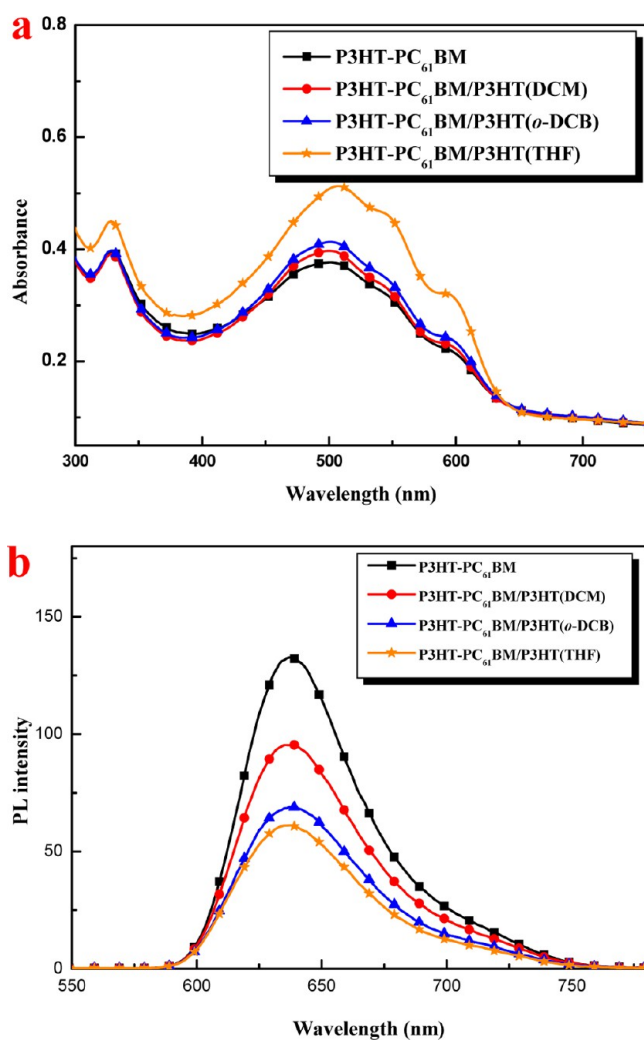 a
0.8
0.6
0.4
0.2
Absorbance
P3HT-PC61BM
P3HT-PC61BM/P3HT(DCM)
P3HT-PC61BM/P3HT(o-DCB)
P3HT-PC61BM/P3HT(THF)
300 400 500 600 700
Wavelength (nm)
b
150
100
50
0
PL intensity
P3HT-PC61BM
P3HT-PC61BM/P3HT(DCM)
P3HT-PC61BM/P3HT(o-DCB)
P3HT-PC61BM/P3HT(THF)
550 600 650 700 750
Wavelength (nm)